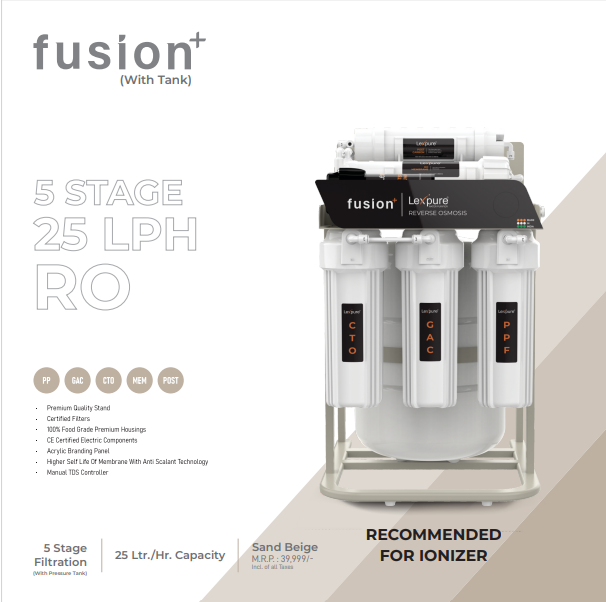 fusion+
(With Tank)
5 STAGE
25 LPH
RO
Lexpure
Lexpure
fusion+ Lexpure
REVERSE OSMOSIS
Lexpure Lexpure Lexpure
CTO GAC PPF
PP GAC CTO MEM POST
• Premium Quality Stand
• Certified Filters
• 100% Food Grade Premium Housings
• CE Certified Electric Components
• Acrylic Branding Panel
• Higher Self Life Of Membrane With Anti Scalant Technology
• Manual TDS Controller
RECOMMENDED
FOR IONIZER
5 Stage
Filtration
(With Pressure Tank)
25 Ltr./Hr. Capacity
Sand Beige
M.R.P.: 39,999/-
Incl. of all Taxes